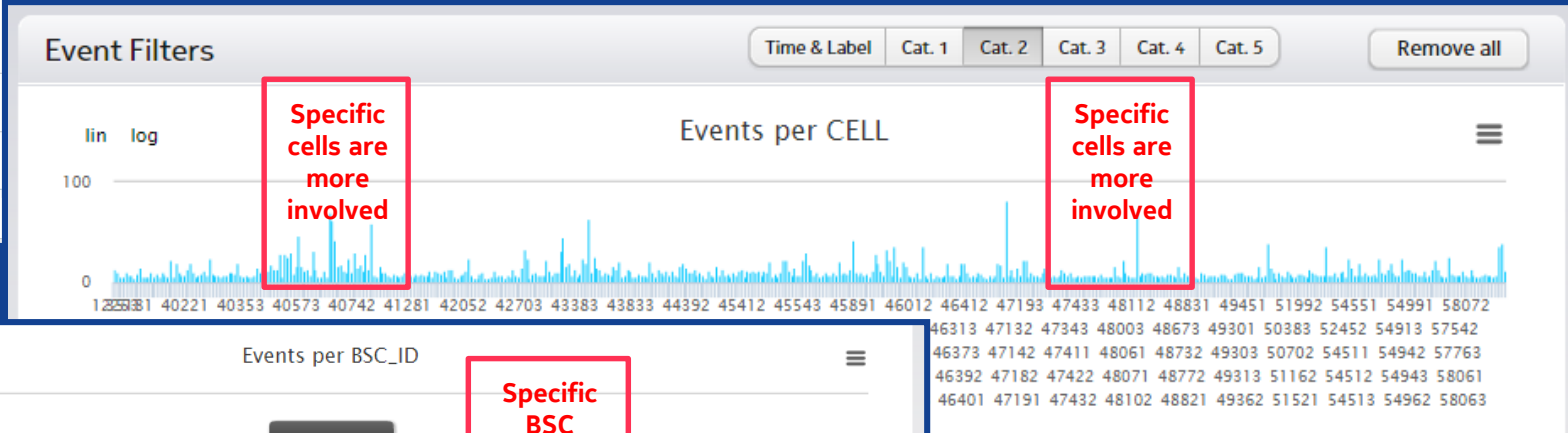 Event Filters
Time & Label Cat. 1 Cat. 2 Cat. 3 Cat. 4 Cat. 5
Remove all
Specific
cells are
more
involved
Specific
cells are
more
involved
lin log
Events per CELL
100
0
40221 40353 40573 40742 41281 42052 42703 43383 43833 44392 45412 45543 45891 46012 46412 47193 47433 48112 48831 49451 51992 54551 54991 58072
46313 47132 47343 48003 48673 49301 50383 52452 54913 57542
46373 47142 47411 48061 48732 49303 50702 54511 54942 57763
46392 47182 47422 48071 48772 49313 51162 54512 54943 58061
46401 47191 47432 48102 48821 49362 51521 54513 54962 58063
Events per BSC_ID
Specific
BSC